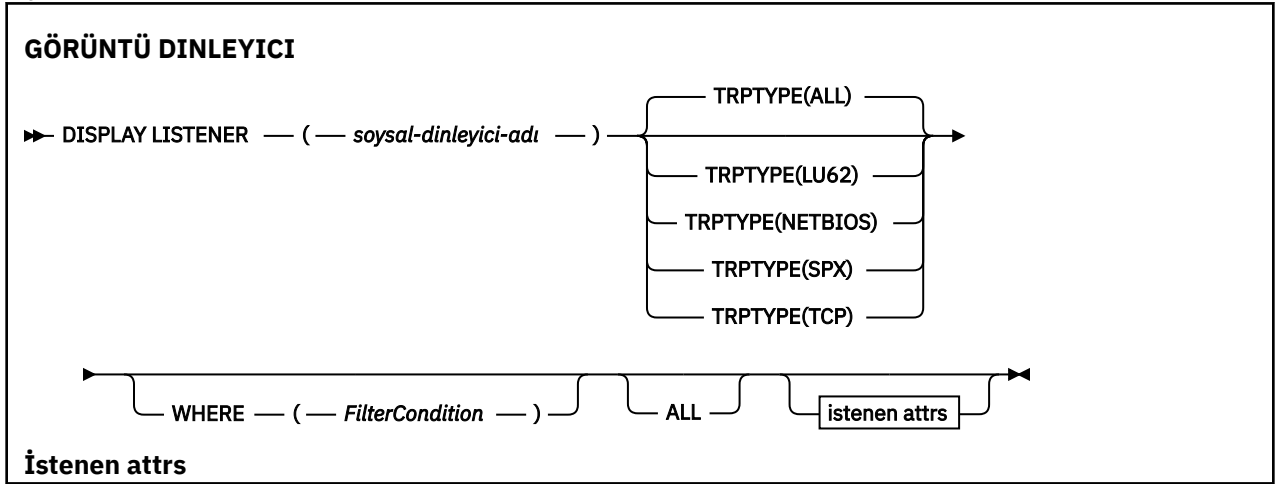 GÖRÜNTÜ DINLEYICI
TRPTYPE(ALL)
DISPLAY LISTENER ( soysal-dinleyici-adı )
TRPTYPE(LU62)
TRPTYPE(NETBIOS)
TRPTYPE(SPX)
TRPTYPE(TCP)
WHERE ( FilterCondition ) ALL istenen attrs
İstenen attrs